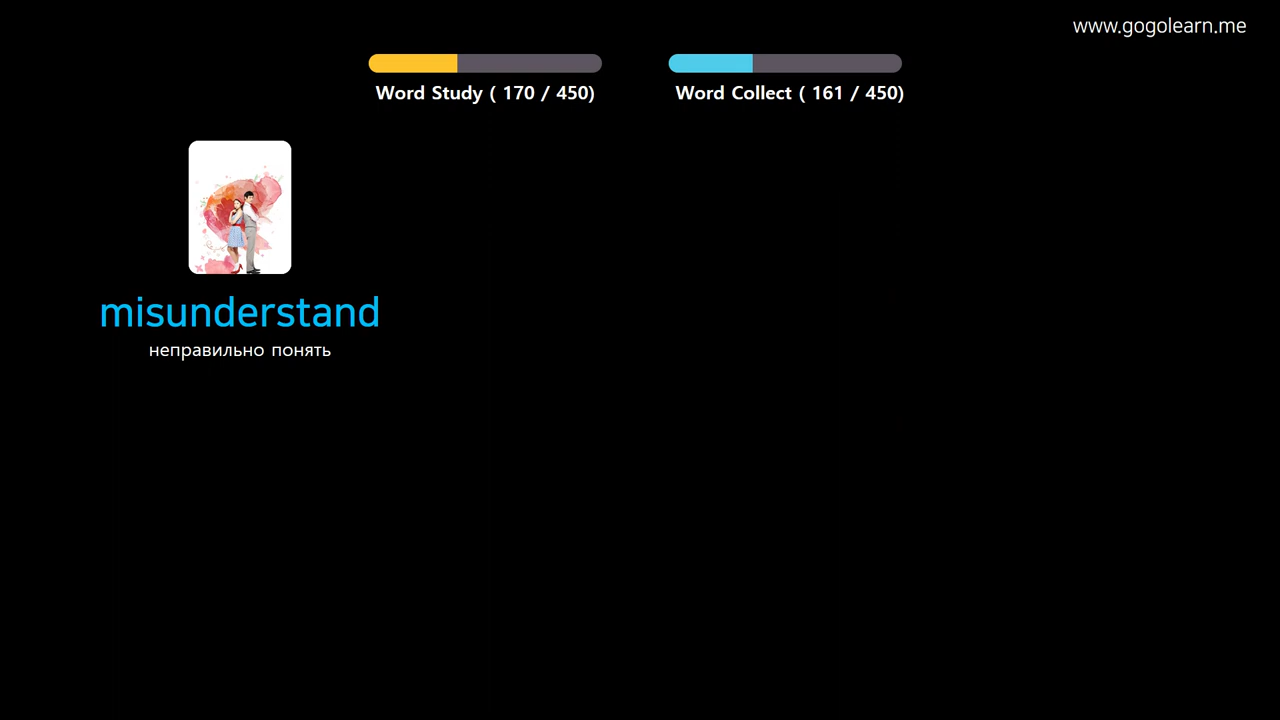 www.gogolearn.me
Word Study ( 170 / 450)
Word Collect ( 161 / 450)
misunderstand
неправильно понять